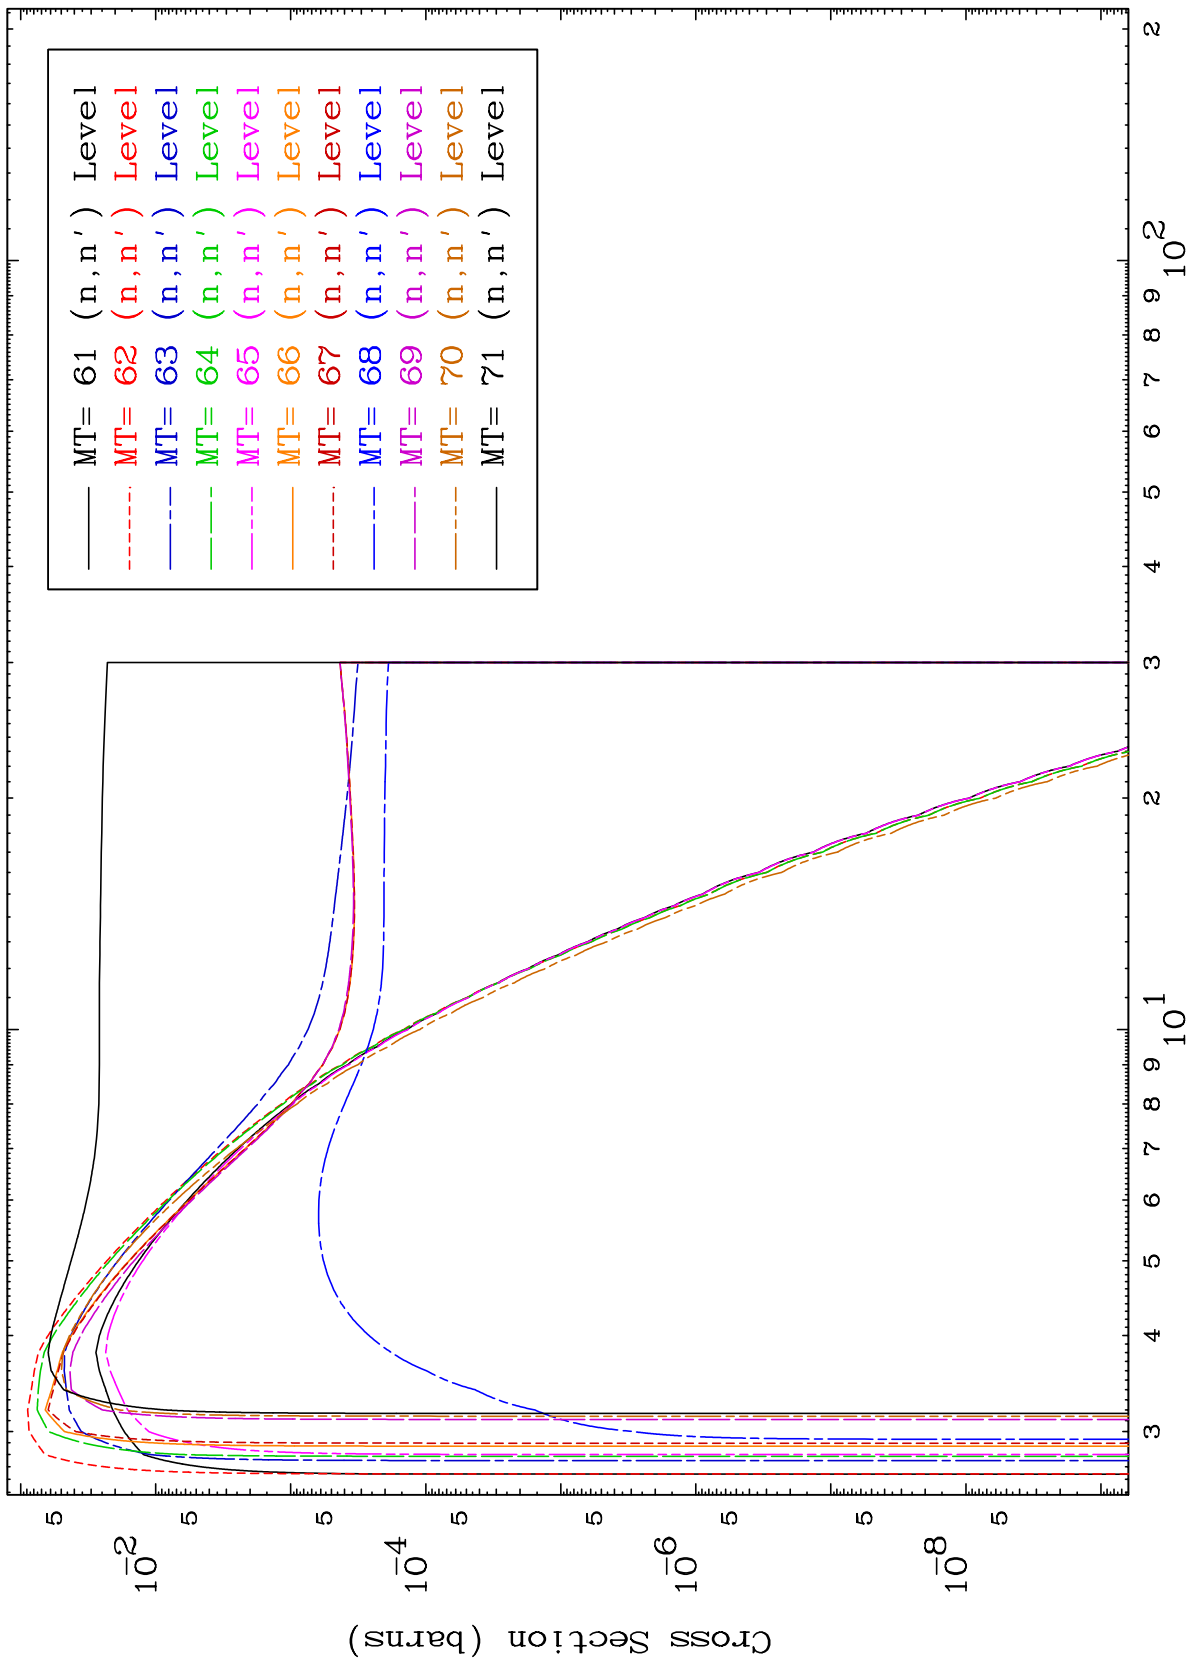 MT= 61 (n,n') Level
MT= 62 (n,n') Level
MT= 63 (n,n') Level
MT= 64 (n,n') Level
MT= 65 (n,n') Level
MT= 66 (n,n') Level
MT= 67 (n,n') Level
MT= 68 (n,n') Level
MT= 69 (n,n') Level
MT= 70 (n,n') Level
MT= 71 (n,n') Level
Cross Section (barns)
5
10^-2
5
5
10^-4
5
5
10^-6
5
5
10^-8
5
3 4 5 6 7 8 9 10^1 2 3 4 5 6 7 8 9 10^2 2